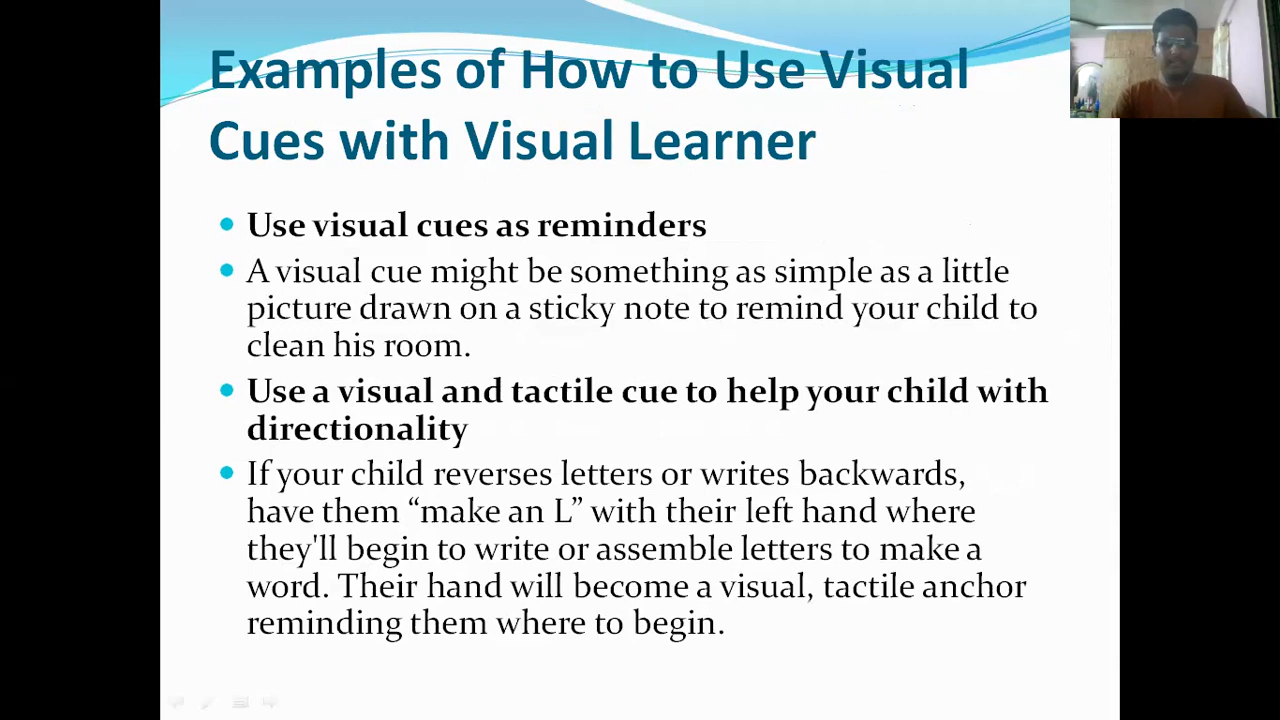 Examples of How to Use Visual
Cues with Visual Learner
Use visual cues as reminders
A visual cue might be something as simple as a little
picture drawn on a sticky note to remind your child to
clean his room.
Use a visual and tactile cue to help your child with
directionality
If your child reverses letters or writes backwards,
have them “make an L” with their left hand where
they'll begin to write or assemble letters to make a
word. Their hand will become a visual, tactile anchor
reminding them where to begin.